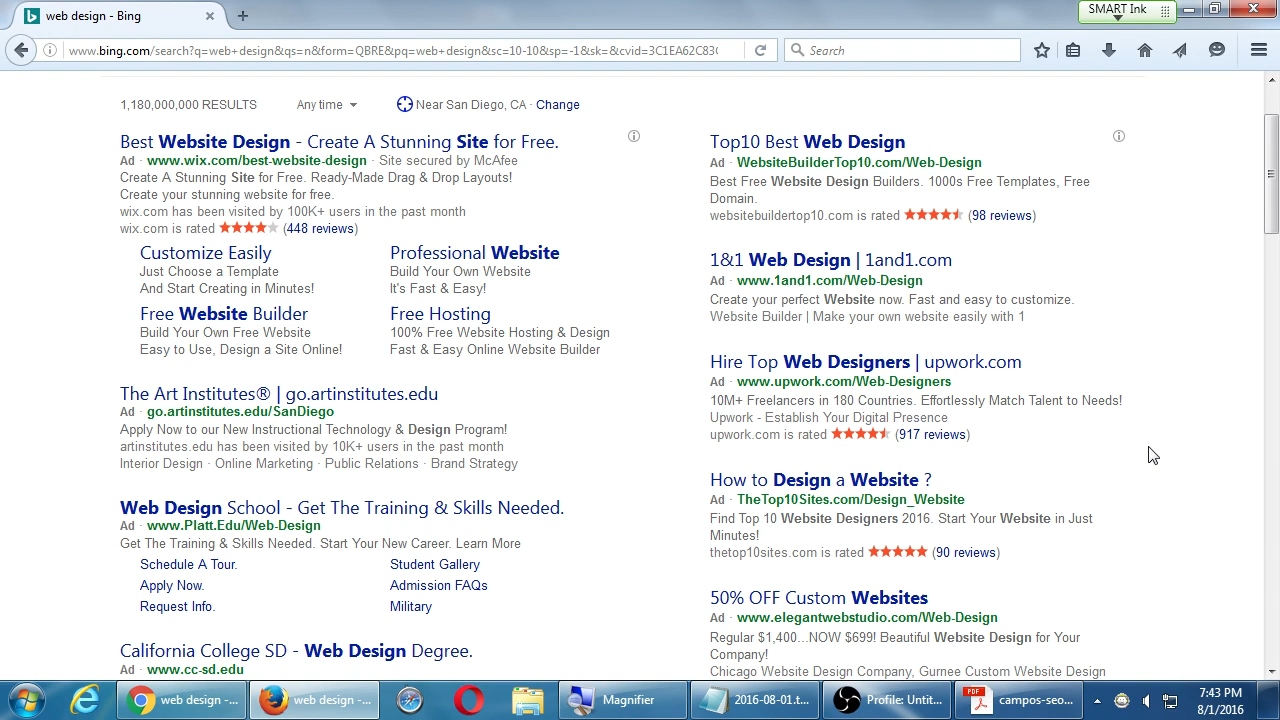 web design - Bing
SMART Ink
www.bing.com/search?q=web+design&qs=n&form=QBRE&pq=web+design&sc=10-10&sp=-1&sk=&cvid=3C1EA62C83C
Search
1,180,000,000 RESULTS
Any time
Near San Diego, CA · Change
Best Website Design - Create A Stunning Site for Free.
Ad · www.wix.com/best-website-design · Site secured by McAfee
Create A Stunning Site for Free. Ready-Made Drag & Drop Layouts!
Create your stunning website for free.
wix.com has been visited by 100K+ users in the past month
wix.com is rated ★★★★★ (448 reviews)
Customize Easily
Just Choose a Template
And Start Creating in Minutes!
Professional Website
Build Your Own Website
It's Fast & Easy!
Free Website Builder
Build Your Own Free Website
Easy to Use, Design a Site Online!
Free Hosting
100% Free Website Hosting & Design
Fast & Easy Online Website Builder
The Art Institutes® | go.artinstitutes.edu
Ad · go.artinstitutes.edu/SanDiego
Apply Now to our New Instructional Technology & Design Program!
artinstitutes.edu has been visited by 10K+ users in the past month
Interior Design · Online Marketing · Public Relations · Brand Strategy
Web Design School - Get The Training & Skills Needed.
Ad · www.Platt.Edu/Web-Design
Get The Training & Skills Needed. Start Your New Career. Learn More
Schedule A Tour.
Student Gallery
Apply Now.
Admission FAQs
Request Info.
Military
California College SD - Web Design Degree.
Ad · www.cc-sd.edu
Top10 Best Web Design
Ad · WebsiteBuilderTop10.com/Web-Design
Best Free Website Design Builders. 1000s Free Templates, Free
Domain.
websitebuildertop10.com is rated ★★★★★ (98 reviews)
1&1 Web Design | 1and1.com
Ad · www.1and1.com/Web-Design
Create your perfect Website now. Fast and easy to customize.
Website Builder | Make your own website easily with 1
Hire Top Web Designers | upwork.com
Ad · www.upwork.com/Web-Designers
10M+ Freelancers in 180 Countries. Effortlessly Match Talent to Needs!
Upwork - Establish Your Digital Presence
upwork.com is rated ★★★★★ (917 reviews)
How to Design a Website ?
Ad · TheTop10Sites.com/Design_Website
Find Top 10 Website Designers 2016. Start Your Website in Just
Minutes!
thetop10sites.com is rated ★★★★★ (90 reviews)
50% OFF Custom Websites
Ad · www.elegantwebstudio.com/Web-Design
Regular $1,400...NOW $699! Beautiful Website Design for Your
Company!
Chicago Website Design Company, Gurnee Custom Website Design
web design -...
web design -...
Magnifier
2016-08-01.t...
Profile: Untit...
PDF
campos-seo...
7:43 PM
8/1/2016